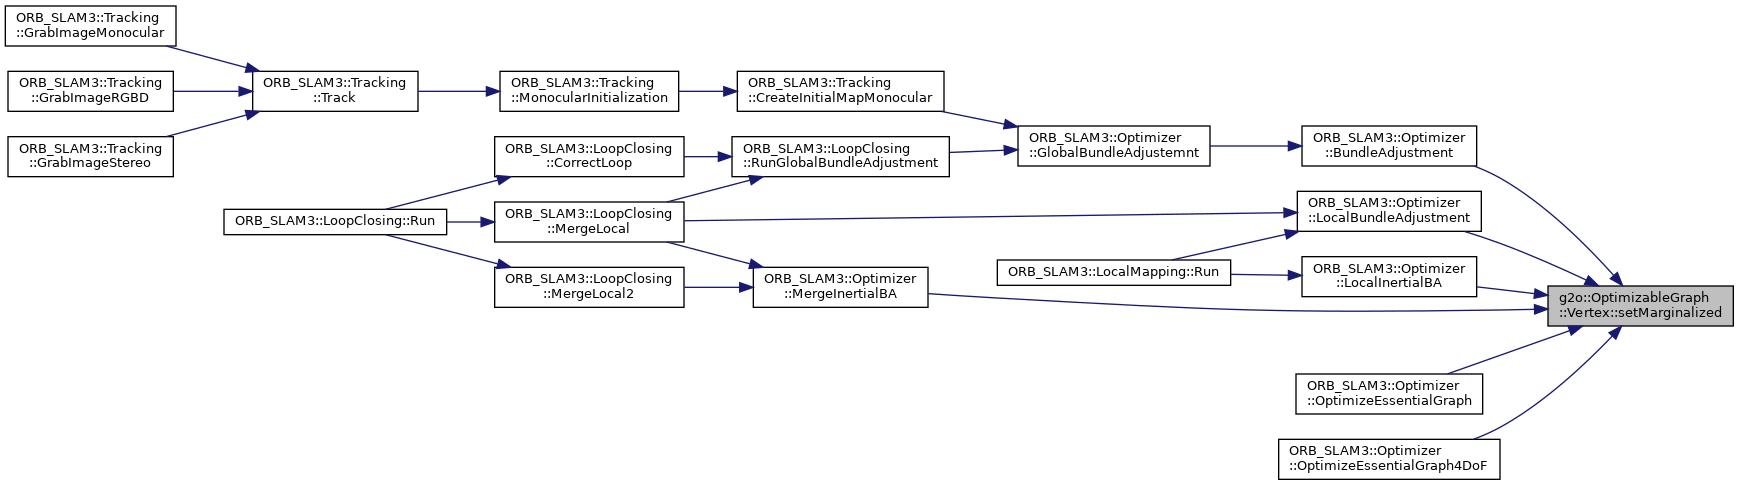 ORB_SLAM3::Tracking
::GrabImageMonocular
ORB_SLAM3::Tracking
::GrabImageRGBD
ORB_SLAM3::Tracking
::GrabImageStereo
ORB_SLAM3::Tracking
::Track
ORB_SLAM3::LoopClosing::Run
ORB_SLAM3::Tracking
::MonocularInitialization
ORB_SLAM3::LoopClosing
::CorrectLoop
ORB_SLAM3::LoopClosing
::MergeLocal
ORB_SLAM3::LoopClosing
::MergeLocal2
ORB_SLAM3::Tracking
::CreateInitialMapMonocular
ORB_SLAM3::LoopClosing
::RunGlobalBundleAdjustment
ORB_SLAM3::Optimizer
::MergeInertialBA
ORB_SLAM3::Optimizer
::GlobalBundleAdjustemnt
ORB_SLAM3::LocalMapping::Run
ORB_SLAM3::Optimizer
::BundleAdjustment
ORB_SLAM3::Optimizer
::LocalBundleAdjustment
ORB_SLAM3::Optimizer
::LocalInertialBA
ORB_SLAM3::Optimizer
::OptimizeEssentialGraph
ORB_SLAM3::Optimizer
::OptimizeEssentialGraph4DoF
g2o::OptimizableGraph
::Vertex::setMarginalized